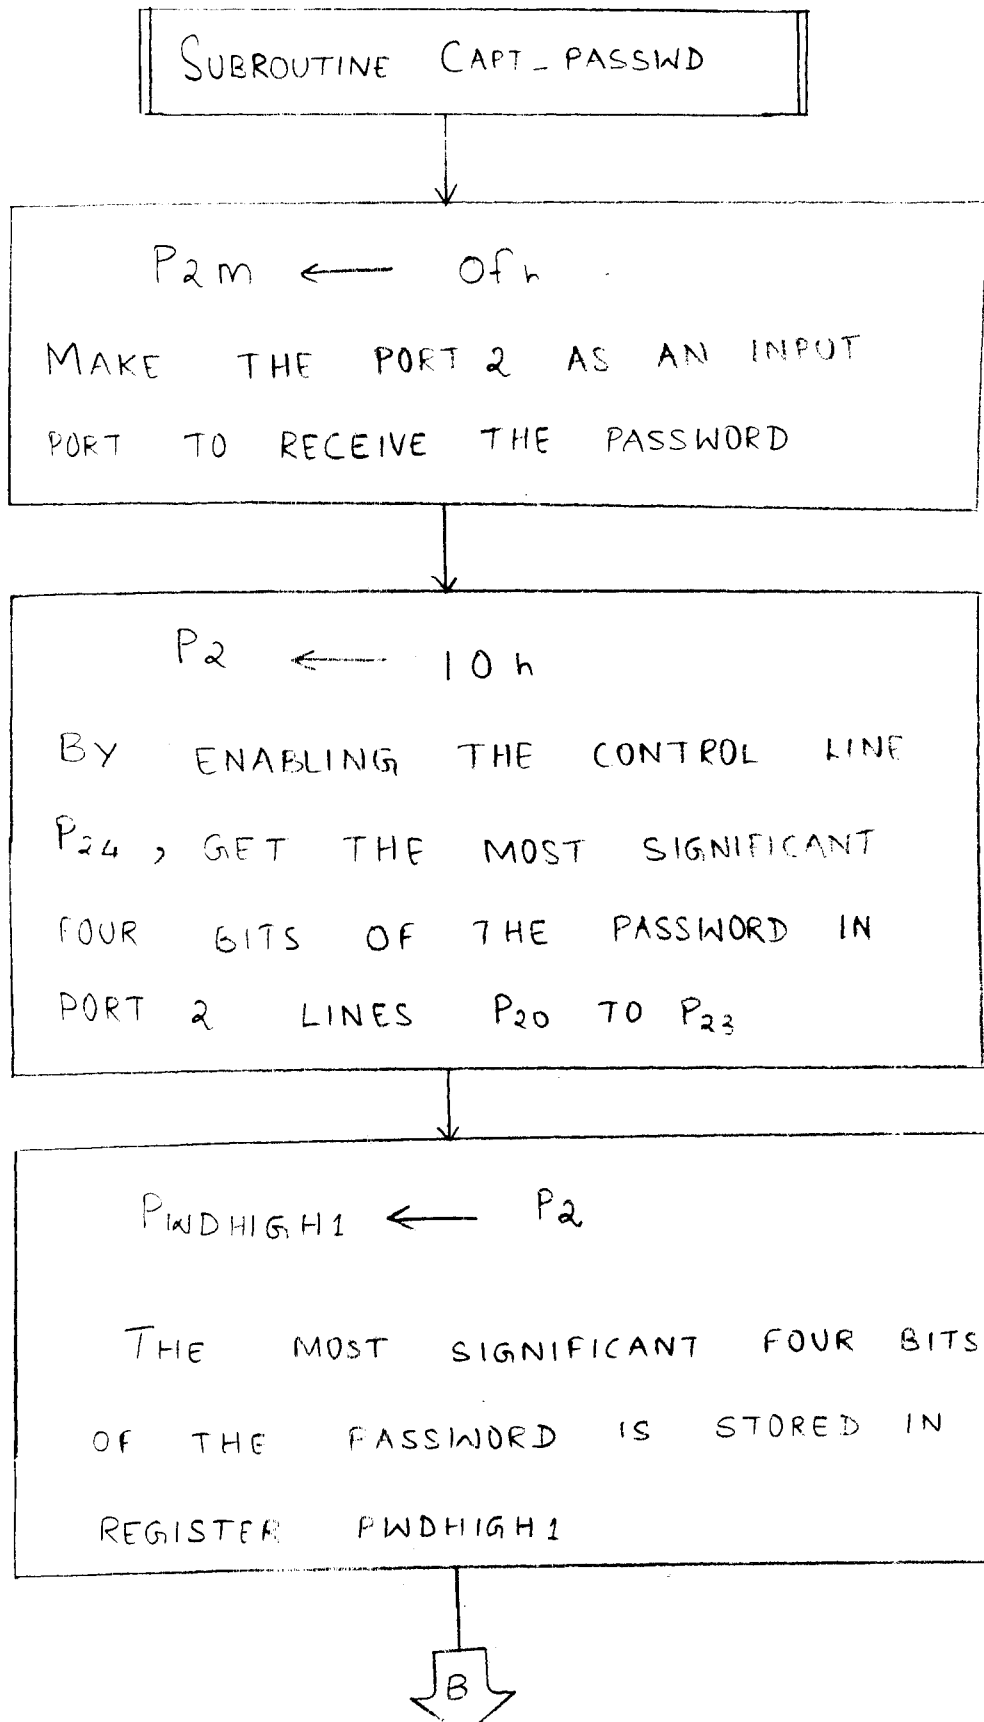 SUBROUTINE CAPT_PASSWD
P2m ← 0fh
MAKE THE PORT 2 AS AN INPUT
PORT TO RECEIVE THE PASSWORD
P2 ← 10h
BY ENABLING THE CONTROL LINE
P24, GET THE MOST SIGNIFICANT
FOUR BITS OF THE PASSWORD IN
PORT 2 LINES P20 TO P23
PWDHIGH1 ← P2
THE MOST SIGNIFICANT FOUR BITS
OF THE PASSWORD IS STORED IN
REGISTER PWDHIGH1
B